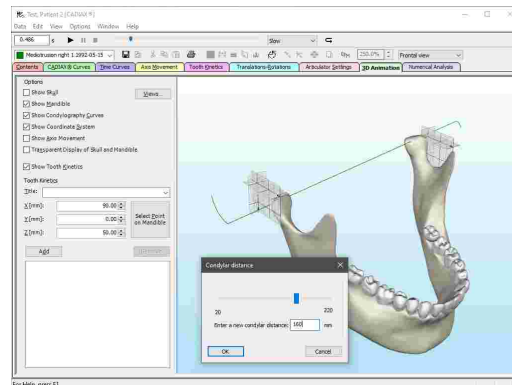 Test, Patient 2 [CADIAX ®]
Data Edit View Options Window Help
0.486 s Slow
Mediotrusion right 1 1992-05-15 250.0% Frontal view
Contents CADIAX® Curves Time Curves Axis Movement Tooth Kinetics Translations-Rotations Articulator Settings 3D Animation Numerical Analysis
Options
Show Skull Views...
Show Mandible
Show Condylography Curves
Show Coordinate System
Show Axis Movement
Transparent Display of Skull and Mandible
Show Tooth Kinetics
Tooth Kinetics
Title:
X [mm]: 90.00
Y [mm]: 0.00 Select Point on Mandible
Z [mm]: 50.00
Add
Condylar distance
20 220
Enter a new condylar distance: 160 mm
OK Cancel
For Help, press F1